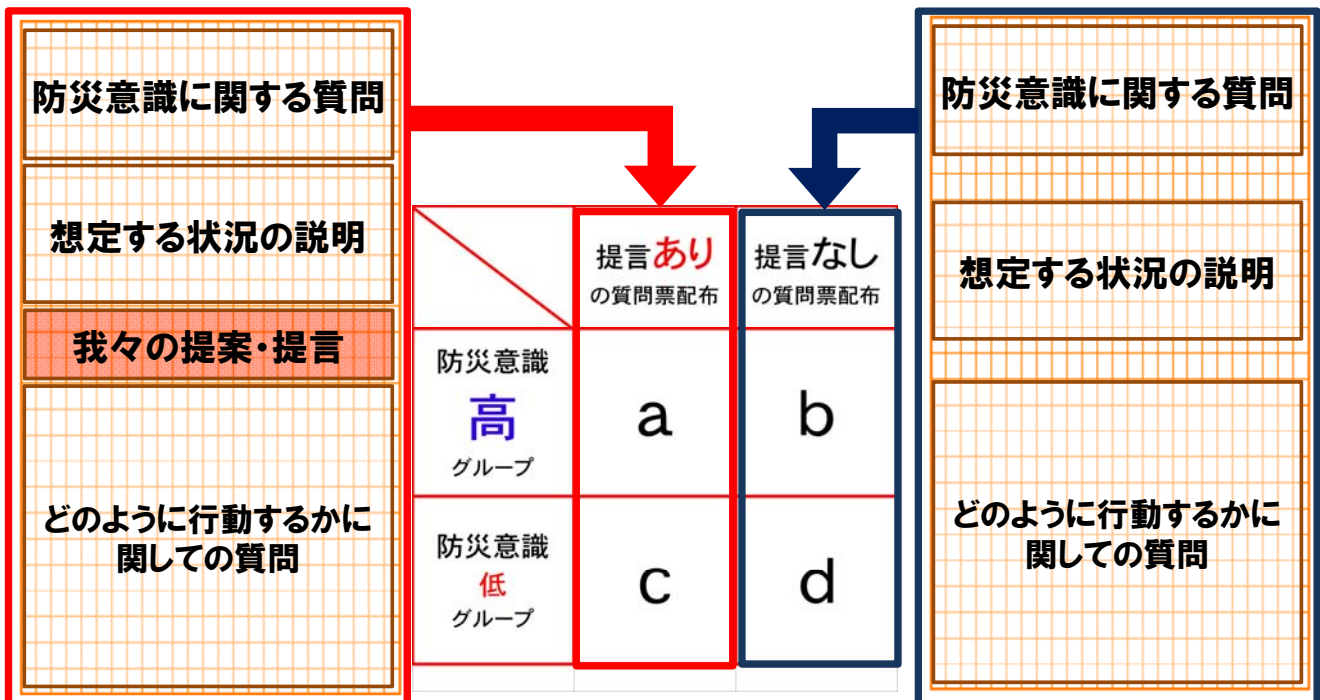 防災意識に関する質問
想定する状況の説明
我々の提案・提言
どのように行動するかに
関しての質問
提言あり
の質問票配布
提言なし
の質問票配布
防災意識
高
グループ
a
b
防災意識
低
グループ
c
d
防災意識に関する質問
想定する状況の説明
どのように行動するかに
関しての質問